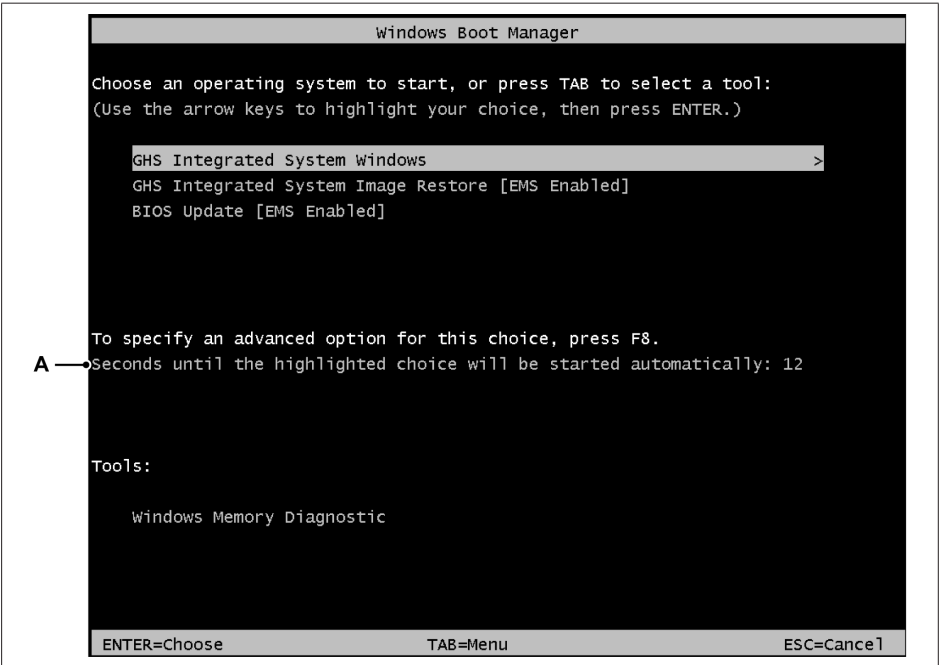 Windows Boot Manager
Choose an operating system to start, or press TAB to select a tool:
(Use the arrow keys to highlight your choice, then press ENTER.)
GHS Integrated System Windows >
GHS Integrated System Image Restore [EMS Enabled]
BIOS Update [EMS Enabled]
To specify an advanced option for this choice, press F8.
A Seconds until the highlighted choice will be started automatically: 12
Tools:
Windows Memory Diagnostic
ENTER=Choose TAB=Menu ESC=Cancel